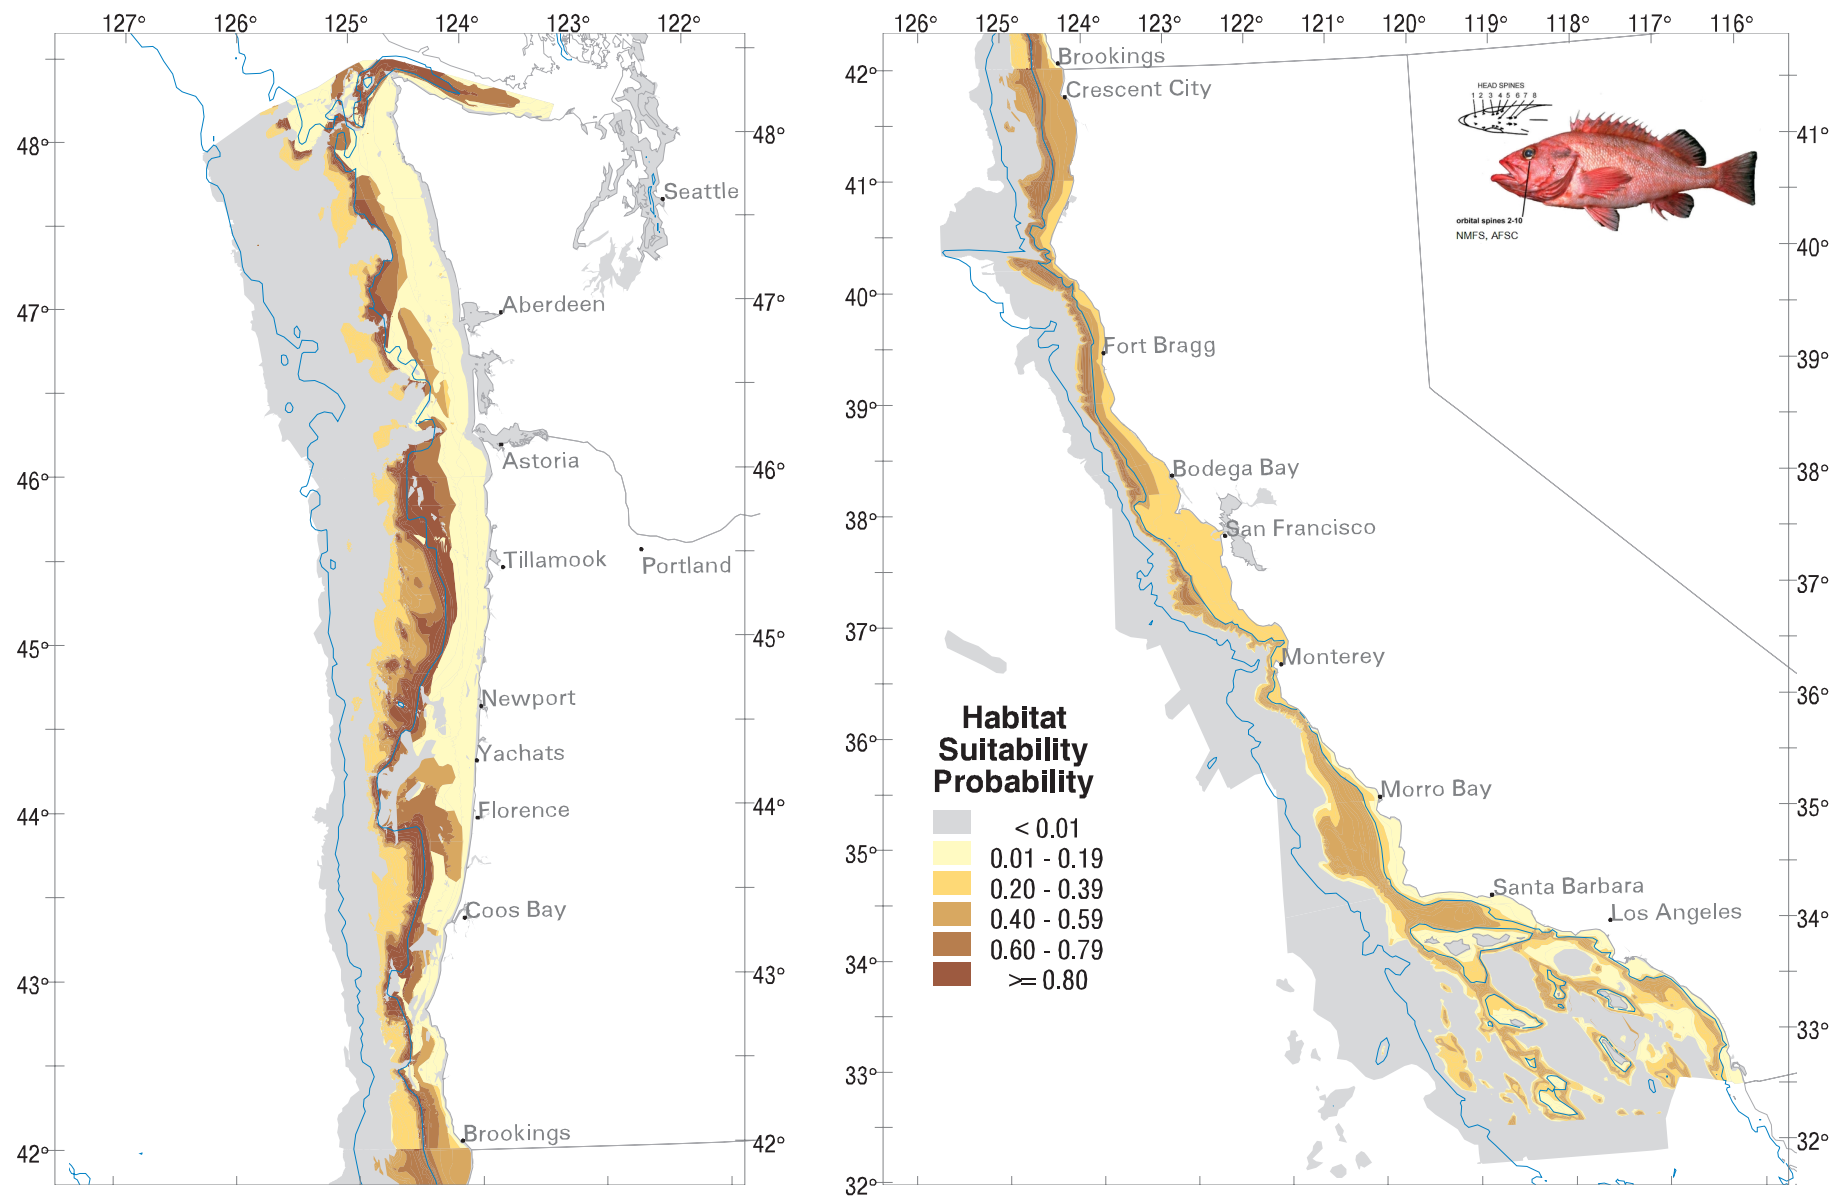 127° 126° 125° 124° 123° 122°
48°
47°
46°
45°
44°
43°
42°
48°
47°
46°
45°
44°
43°
42°
Seattle
Aberdeen
Astoria
Tillamook
Portland
Newport
Yachats
Florence
Coos Bay
Brookings
126° 125° 124° 123° 122° 121° 120° 119° 118° 117° 116°
42°
41°
40°
39°
38°
37°
36°
35°
34°
33°
32°
41°
40°
39°
38°
37°
36°
35°
34°
33°
32°
Brookings
Crescent City
Fort Bragg
Bodega Bay
San Francisco
Monterey
Morro Bay
Santa Barbara
Los Angeles
HEAD SPINES
1 2 3 4 5 6 7 8
orbital spines 2-10
NMFS, AFSC
Habitat
Suitability
Probability
< 0.01
0.01 - 0.19
0.20 - 0.39
0.40 - 0.59
0.60 - 0.79
>= 0.80